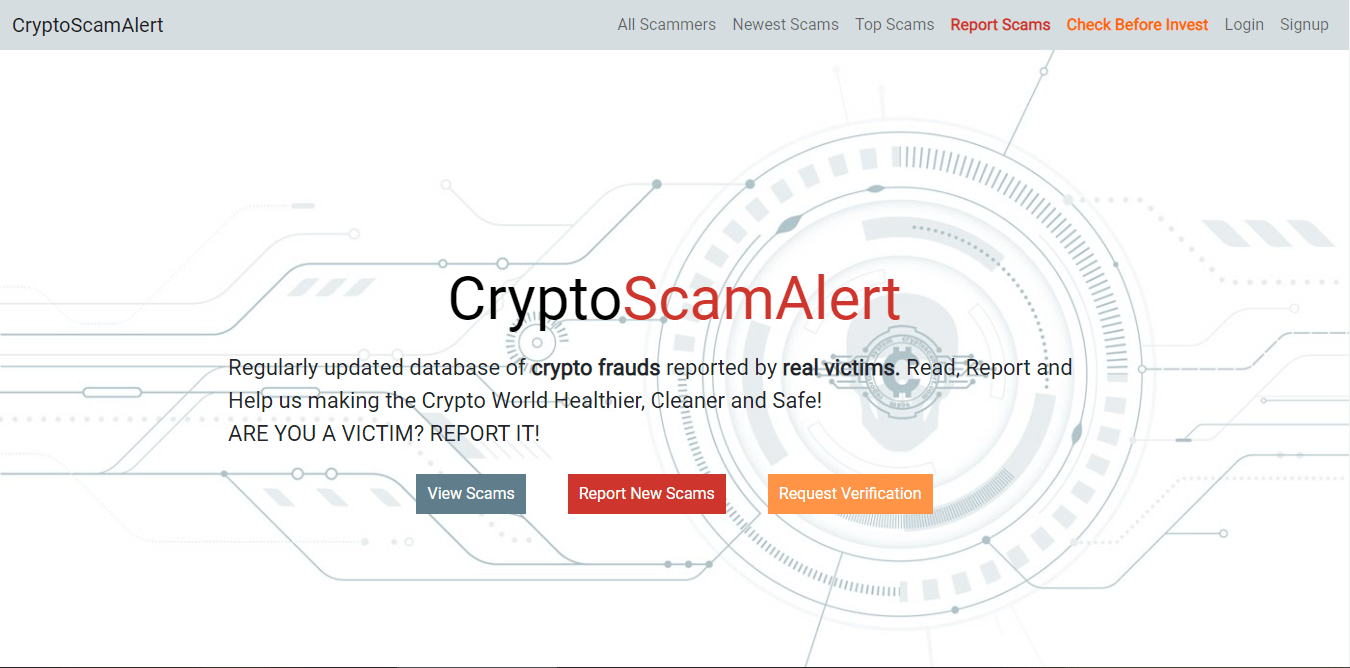 CryptoScamAlert
All Scammers Newest Scams Top Scams Report Scams Check Before Invest Login Signup
CryptoScamAlert
Regularly updated database of crypto frauds reported by real victims. Read, Report and
Help us making the Crypto World Healthier, Cleaner and Safe!
ARE YOU A VICTIM? REPORT IT!
View Scams
Report New Scams
Request Verification